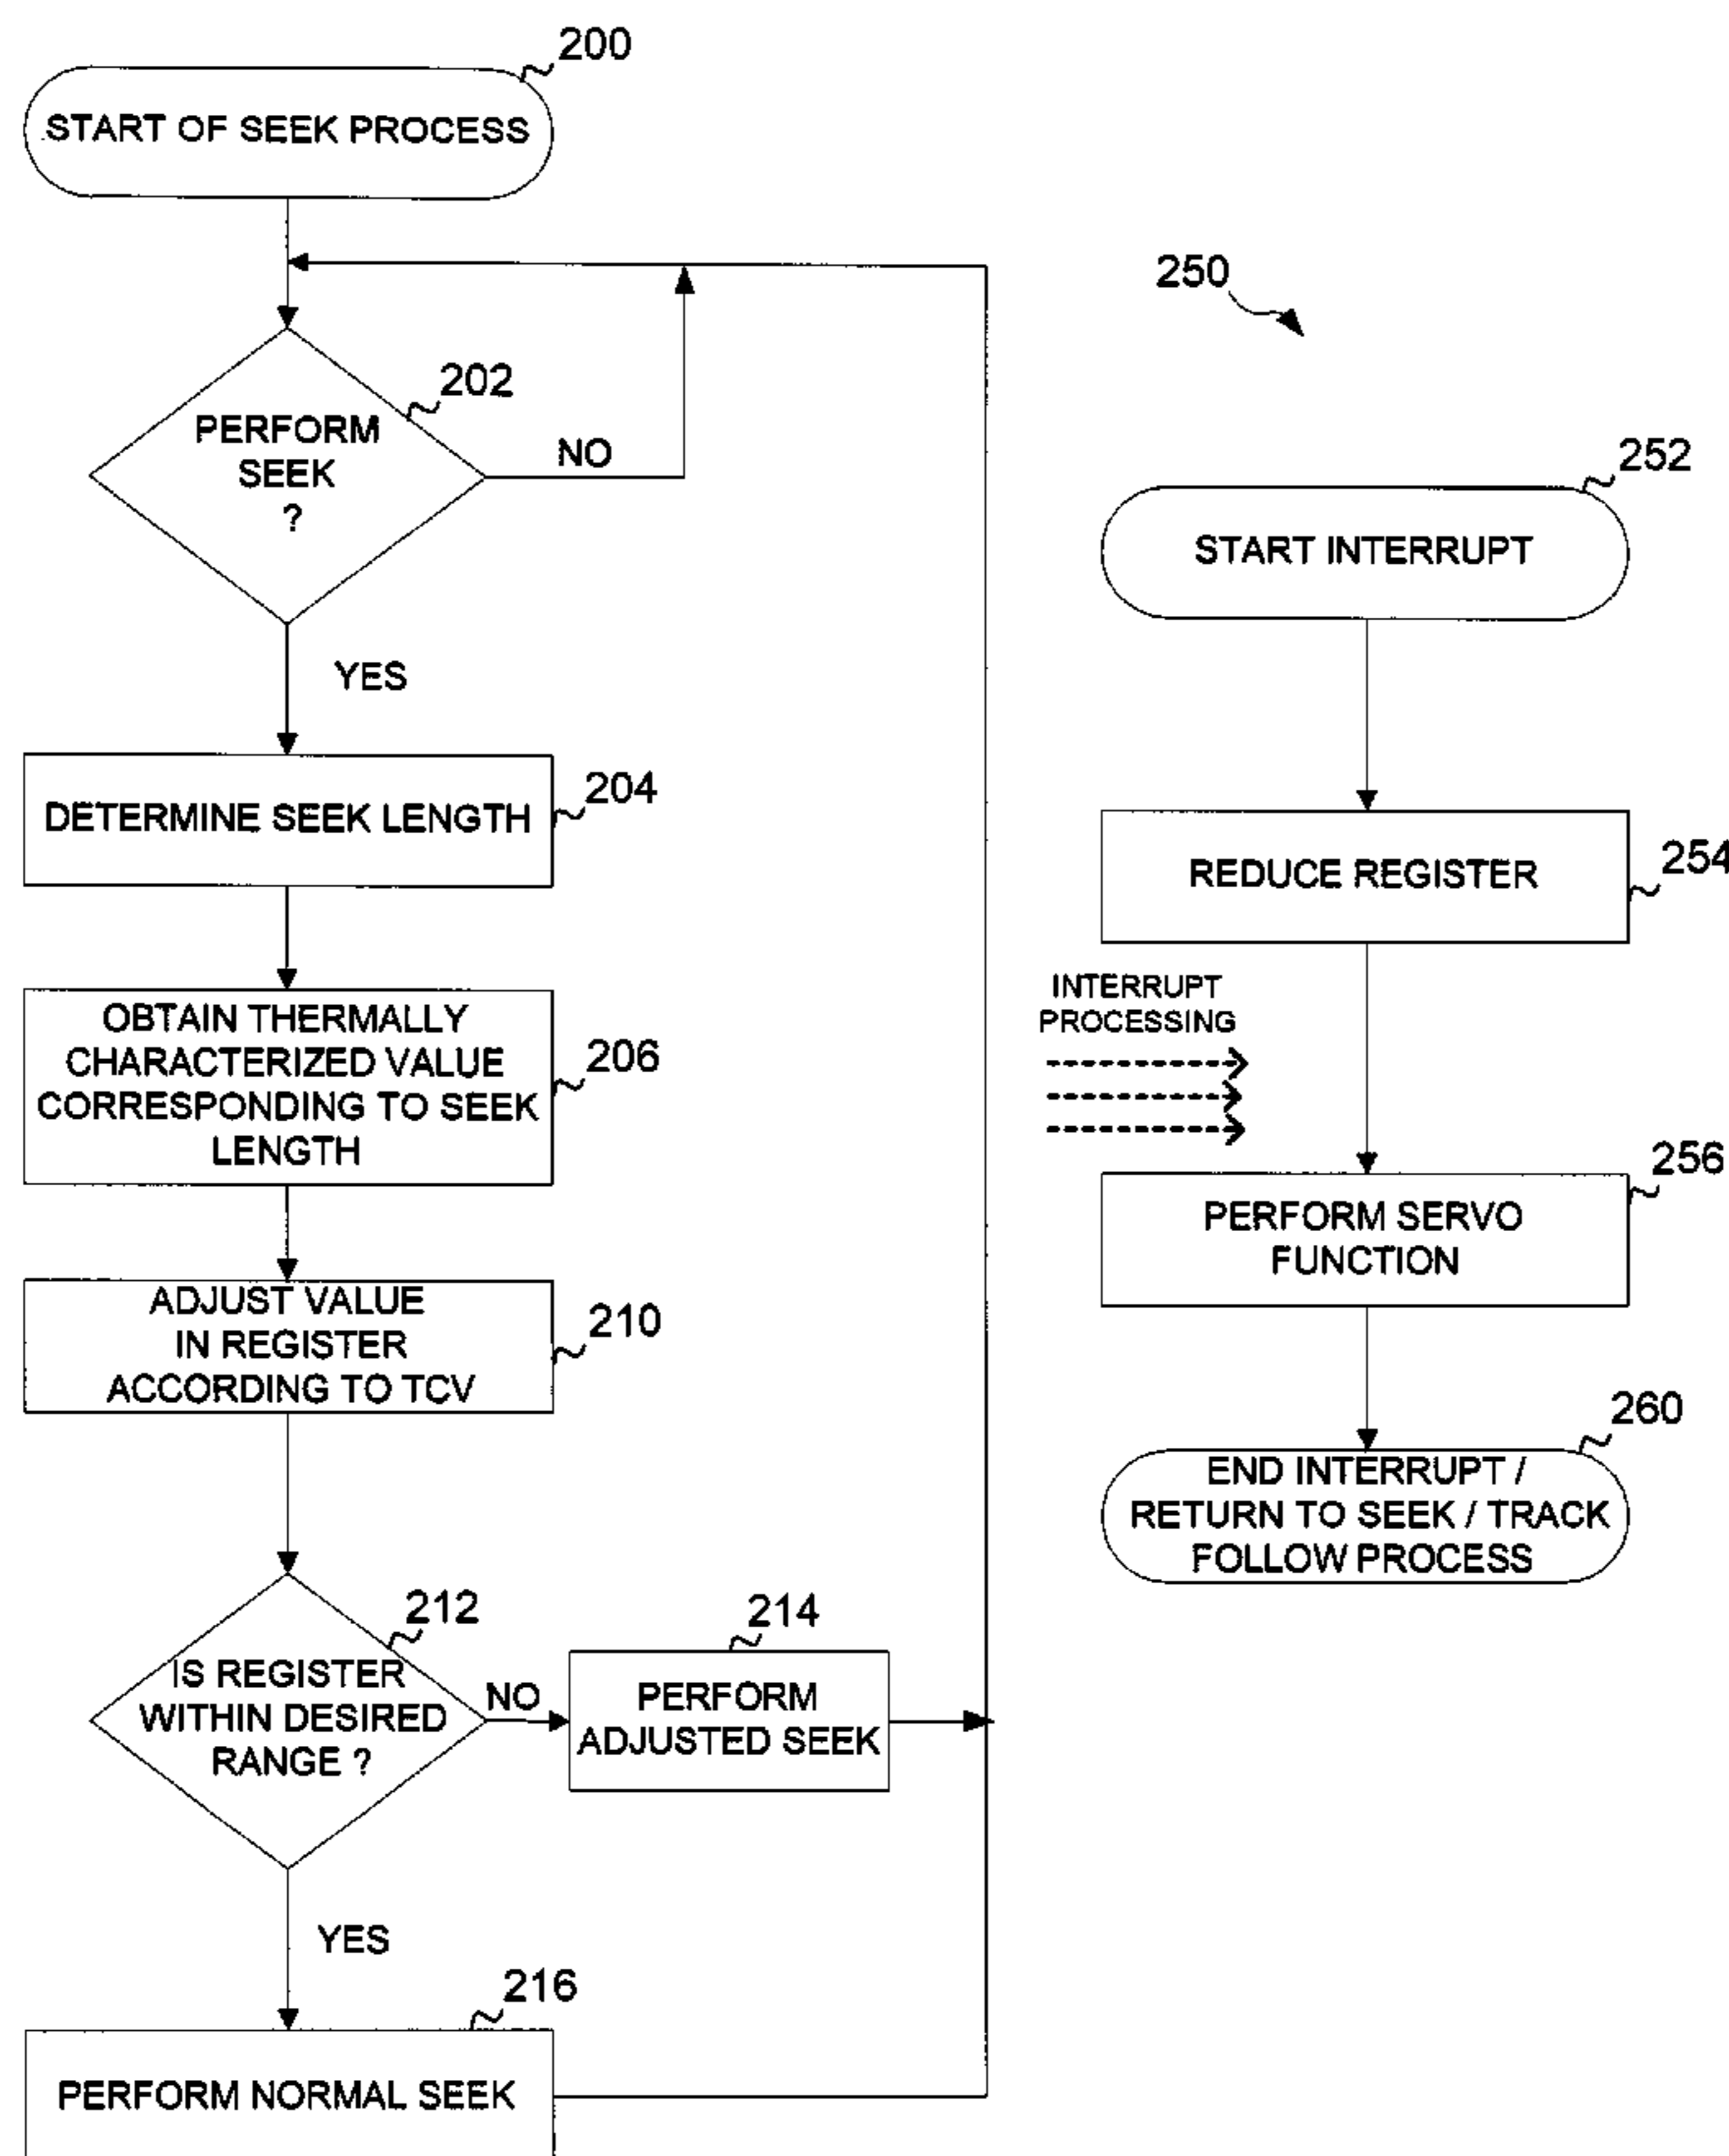 200
START OF SEEK PROCESS
202
PERFORM
SEEK
?
NO
YES
DETERMINE SEEK LENGTH
204
OBTAIN THERMALLY
CHARACTERIZED VALUE
CORRESPONDING TO SEEK
LENGTH
206
ADJUST VALUE
IN REGISTER
ACCORDING TO TCV
210
212
IS REGISTER
WITHIN DESIRED
RANGE ?
NO
214
PERFORM
ADJUSTED SEEK
YES
216
PERFORM NORMAL SEEK
250
252
START INTERRUPT
REDUCE REGISTER
254
INTERRUPT
PROCESSING
256
PERFORM SERVO
FUNCTION
260
END INTERRUPT /
RETURN TO SEEK / TRACK
FOLLOW PROCESS